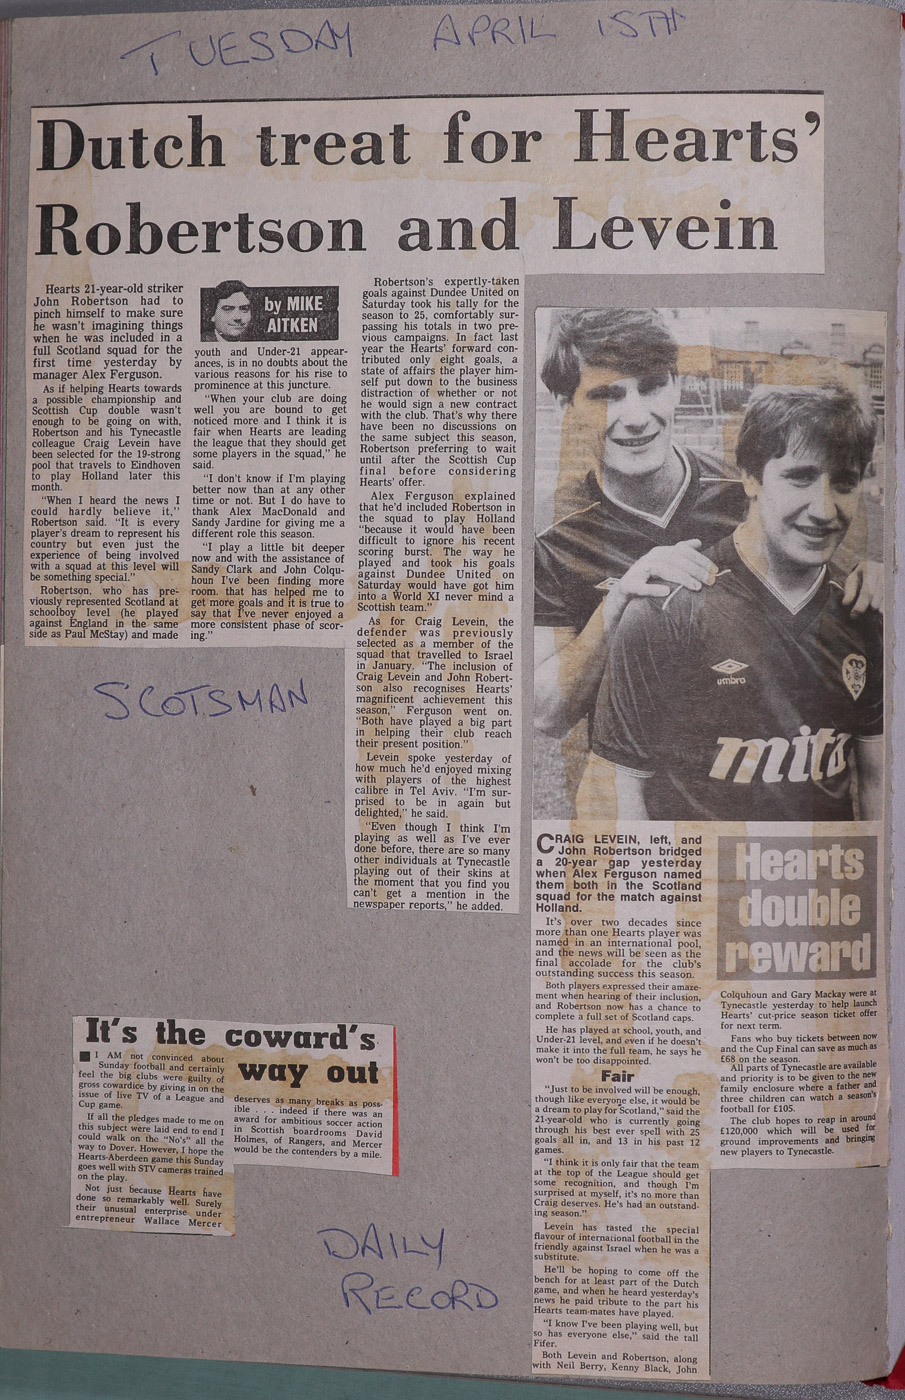 TUESDAY APRIL 15TH
Dutch treat for Hearts'
Robertson and Levein
Hearts 21-year-old striker
John Robertson had to
pinch himself to make sure
he wasn't imagining things
when he was included in a
full Scotland squad for the
first time yesterday by
manager Alex Ferguson.
As if helping Hearts towards
a possible championship and
Scottish Cup double wasn't
enough to be going on with,
Robertson and his Tynecastle
colleague Craig Levein have
been selected for the 19-strong
pool that travels to Eindhoven
to play Holland later this
month.
"When I heard the news I
could hardly believe it,"
Robertson said. "It is every
player's dream to represent his
country but even just the
experience of being involved
with a squad at this level will
be something special."
Robertson, who has pre-
viously represented Scotland at
schoolboy level (he played
against England in the same
side as Paul McStay) and made
by MIKE
AITKEN
youth and Under-21 appear-
ances, is in no doubts about the
various reasons for his rise to
prominence at this juncture.
"When your club are doing
well you are bound to get
noticed more and I think it is
fair when Hearts are leading
the league that they should get
some players in the squad," he
said.
"I don't know if I'm playing
better now than at any other
time or not. But I do have to
thank Alex MacDonald and
Sandy Jardine for giving me a
different role this season.
"I play a little bit deeper
now and with the assistance of
Sandy Clark and John Colqu-
houn I've been finding more
room. that has helped me to
get more goals and it is true to
say that I've never enjoyed a
more consistent phase of scor-
ing."
Robertson's expertly-taken
goals against Dundee United on
Saturday took his tally for the
season to 25, comfortably sur-
passing his totals in two pre-
vious campaigns. In fact last
year the Hearts' forward con-
tributed only eight goals, a
state of affairs the player him-
self put down to the business
distraction of whether or not
he would sign a new contract
with the club. That's why there
have been no discussions on
the same subject this season,
Robertson preferring to wait
until after the Scottish Cup
final before considering
Hearts' offer.
Alex Ferguson explained
that he'd included Robertson in
the squad to play Holland
"because it would have been
difficult to ignore his recent
scoring burst. The way he
played and took his goals
against Dundee United on
Saturday would have got him
into a World XI never mind a
Scottish team."
As for Craig Levein, the
defender was previously
selected as a member of the
squad that travelled to Israel
in January. "The inclusion of
Craig Levein and John Robert-
son also recognises Hearts'
magnificent achievement this
season," Ferguson went on.
"Both have played a big part
in helping their club reach
their present position."
Levein spoke yesterday of
how much he'd enjoyed mixing
with players of the highest
calibre in Tel Aviv. "I'm sur-
prised to be in again but
delighted," he said.
"Even though I think I'm
playing as well as I've ever
done before, there are so many
other individuals at Tynecastle
playing out of their skins at
the moment that you find you
can't get a mention in the
newspaper reports," he added.
SCOTSMAN
umbro
mita
CRAIG LEVEIN, left, and
John Robertson bridged
a 20-year gap yesterday
when Alex Ferguson named
them both in the Scotland
squad for the match against
Holland.
It's over two decades since
more than one Hearts player was
named in an international pool,
and the news will be seen as the
final accolade for the club's
outstanding success this season.
Both players expressed their amaze-
ment when hearing of their inclusion,
and Robertson now has a chance to
complete a full set of Scotland caps.
He has played at school, youth, and
Under-21 level, and even if he doesn't
make it into the full team, he says he
won't be too disappointed.
Fair
"Just to be involved will be enough,
though like everyone else, it would be
a dream to play for Scotland," said the
21-year-old who is currently going
through his best ever spell with 25
goals all in, and 13 in his past 12
games.
"I think it is only fair that the team
at the top of the League should get
some recognition, and though I'm
surprised at myself, it's no more than
Craig deserves. He's had an outstand-
ing season."
Levein has tasted the special
flavour of international football in the
friendly against Israel when he was a
substitute.
He'll be hoping to come off the
bench for at least part of the Dutch
game, and when he heard yesterday's
news he paid tribute to the part his
Hearts team-mates have played.
"I know I've been playing well, but
so has everyone else," said the tall
Fifer.
Both Levein and Robertson, along
with Neil Berry, Kenny Black, John
Hearts
double
reward
Colquhoun and Gary Mackay were at
Tynecastle yesterday to help launch
Hearts' cut-price season ticket offer
for next term.
Fans who buy tickets between now
and the Cup Final can save as much as
£68 on the season.
All parts of Tynecastle are available
and priority is to be given to the new
family enclosure where a father and
three children can watch a season's
football for £105.
The club hopes to reap in around
£120,000 which will be used for
ground improvements and bringing
new players to Tynecastle.
It's the coward's
way out
I AM not convinced about
Sunday football and certainly
feel the big clubs were guilty of
gross cowardice by giving in on the
issue of live TV of a League and
Cup game.
If all the pledges made to me on
this subject were laid end to end I
could walk on the "No's" all the
way to Dover. However, I hope the
Hearts-Aberdeen game this Sunday
goes well with STV cameras trained
on the play.
Not just because Hearts have
done so remarkably well. Surely
their unusual enterprise under
entrepreneur Wallace Mercer
deserves as many breaks as poss-
ible . . . indeed if there was an
award for ambitious soccer action
in Scottish boardrooms David
Holmes, of Rangers, and Mercer
would be the contenders by a mile.
DAILY
RECORD